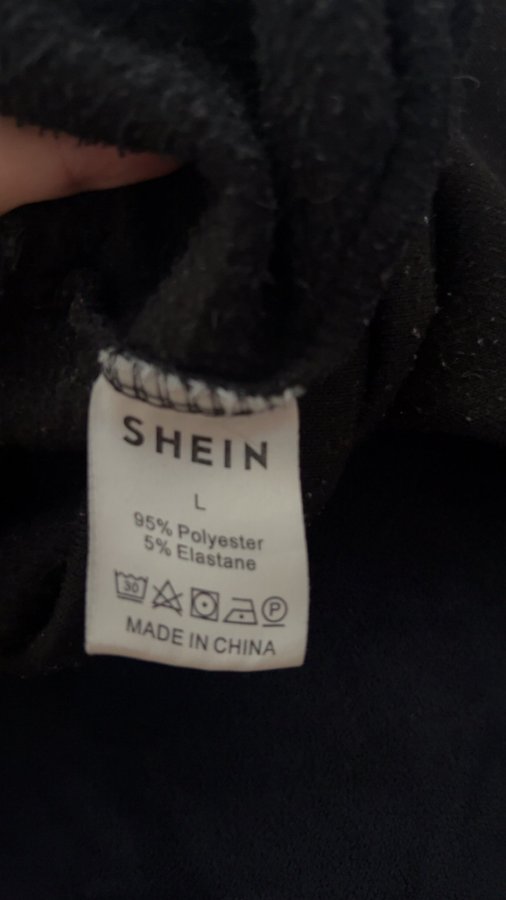 SHEIN
L
95% Polyester
5% Elastane
30 P
MADE IN CHINA